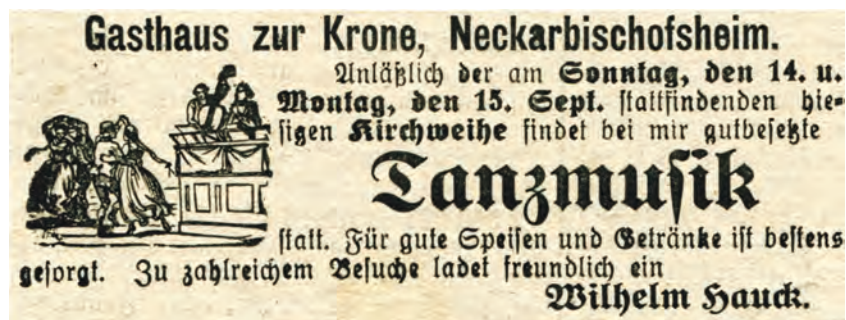 Gasthaus zur Krone, Neckarbischofsheim.
Anläßlich der am Sonntag, den 14. u.
Montag, den 15. Sept. stattfindenden hie-
sigen Kirchweihe findet bei mir gutbesetzte
Tanzmusik
statt. Für gute Speisen und Getränke ist bestens
gesorgt. Zu zahlreichem Besuche ladet freundlich ein
Wilhelm Hauck.